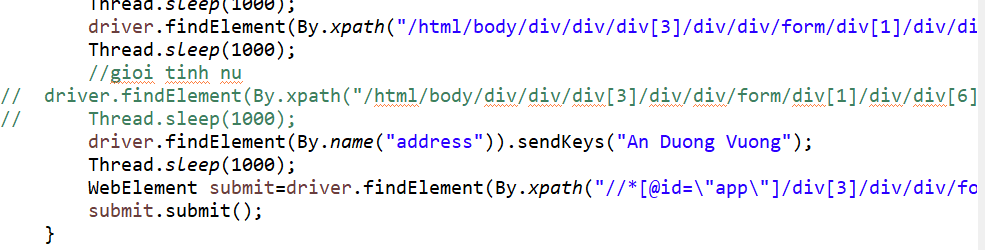 Thread.sleep(1000);
driver.findElement(By.xpath("/html/body/div/div/div[3]/div/div/form/div[1]/div/di
Thread.sleep(1000);
//gioi tinh nu
//  driver.findElement(By.xpath("/html/body/div/div/div[3]/div/div/form/div[1]/div/div[6]
//      Thread.sleep(1000);
driver.findElement(By.name("address")).sendKeys("An Duong Vuong");
Thread.sleep(1000);
WebElement submit=driver.findElement(By.xpath("//*[@id=\"app\"]/div[3]/div/div/fo
submit.submit();
}